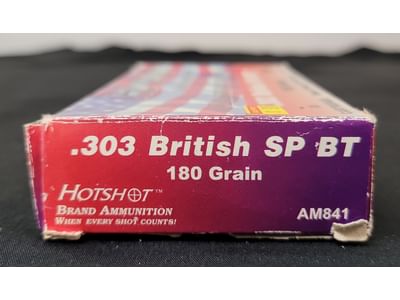 .303 British SP BT
180 Grain
HOTSHOT™
BRAND AMMUNITION
WHEN EVERY SHOT COUNTS!
AM841